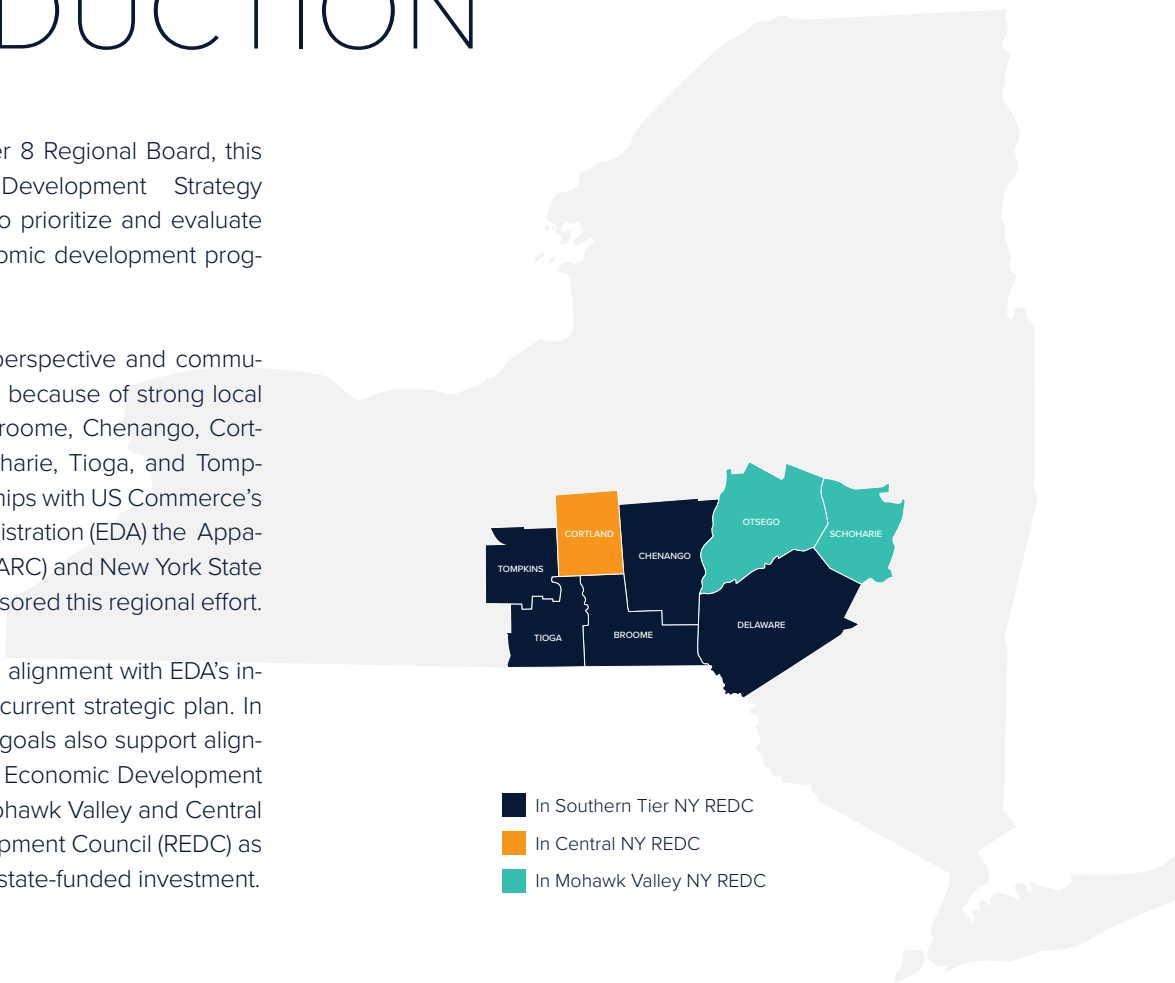 DUCTION
er 8 Regional Board, this
Development Strategy
o prioritize and evaluate
omic development prog-
perspective and commu-
because of strong local
roome, Chenango, Cort-
harie, Tioga, and Tomp-
hips with US Commerce's
istration (EDA) the Appa-
ARC) and New York State
sored this regional effort.
alignment with EDA's in-
current strategic plan. In
goals also support align-
Economic Development
ohawk Valley and Central
pment Council (REDC) as
state-funded investment.
OTSEGO
CORTLAND
SCHOHARIE
CHENANGO
TOMPKINS
DELAWARE
TIOGA
BROOME
In Southern Tier NY REDC
In Central NY REDC
In Mohawk Valley NY REDC